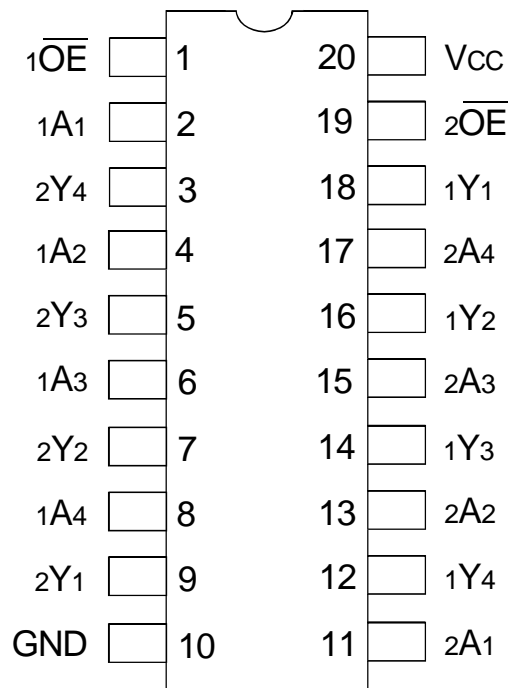 1O̅E̅ 1 20 VCC
1A1 2 19 2O̅E̅
2Y4 3 18 1Y1
1A2 4 17 2A4
2Y3 5 16 1Y2
1A3 6 15 2A3
2Y2 7 14 1Y3
1A4 8 13 2A2
2Y1 9 12 1Y4
GND 10 11 2A1